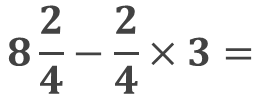 8 2/4 − 2/4 × 3 =